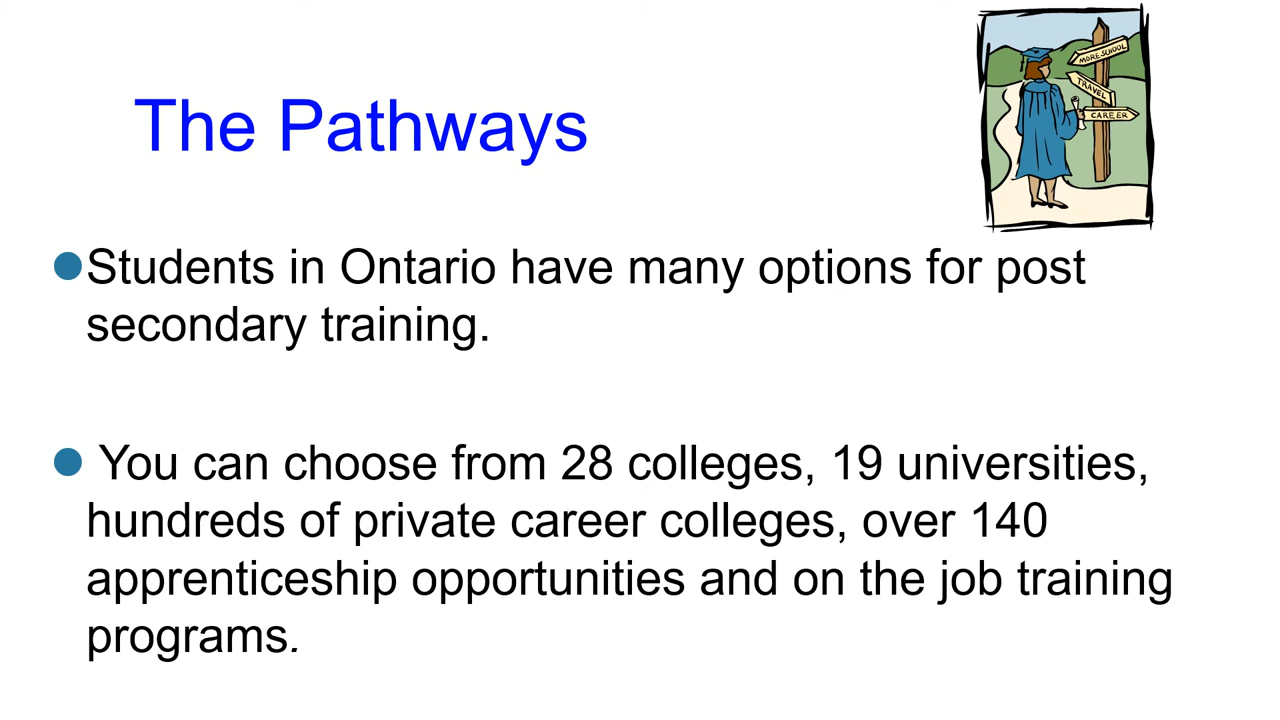 The Pathways
MORE SCHOOL
TRAVEL
CAREER
Students in Ontario have many options for post
secondary training.
You can choose from 28 colleges, 19 universities,
hundreds of private career colleges, over 140
apprenticeship opportunities and on the job training
programs.